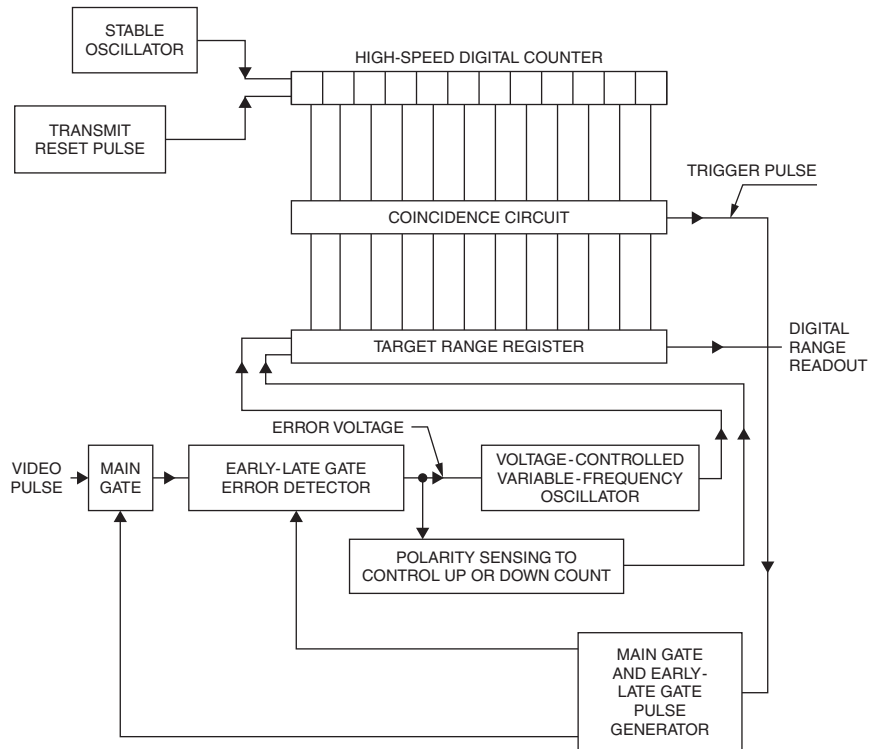 STABLE
OSCILLATOR
HIGH-SPEED DIGITAL COUNTER
TRANSMIT
RESET PULSE
TRIGGER PULSE
COINCIDENCE CIRCUIT
TARGET RANGE REGISTER
DIGITAL
RANGE
READOUT
ERROR VOLTAGE
VIDEO
PULSE
MAIN
GATE
EARLY-LATE GATE
ERROR DETECTOR
VOLTAGE-CONTROLLED
VARIABLE-FREQUENCY
OSCILLATOR
POLARITY SENSING TO
CONTROL UP OR DOWN COUNT
MAIN GATE
AND EARLY-
LATE GATE
PULSE
GENERATOR